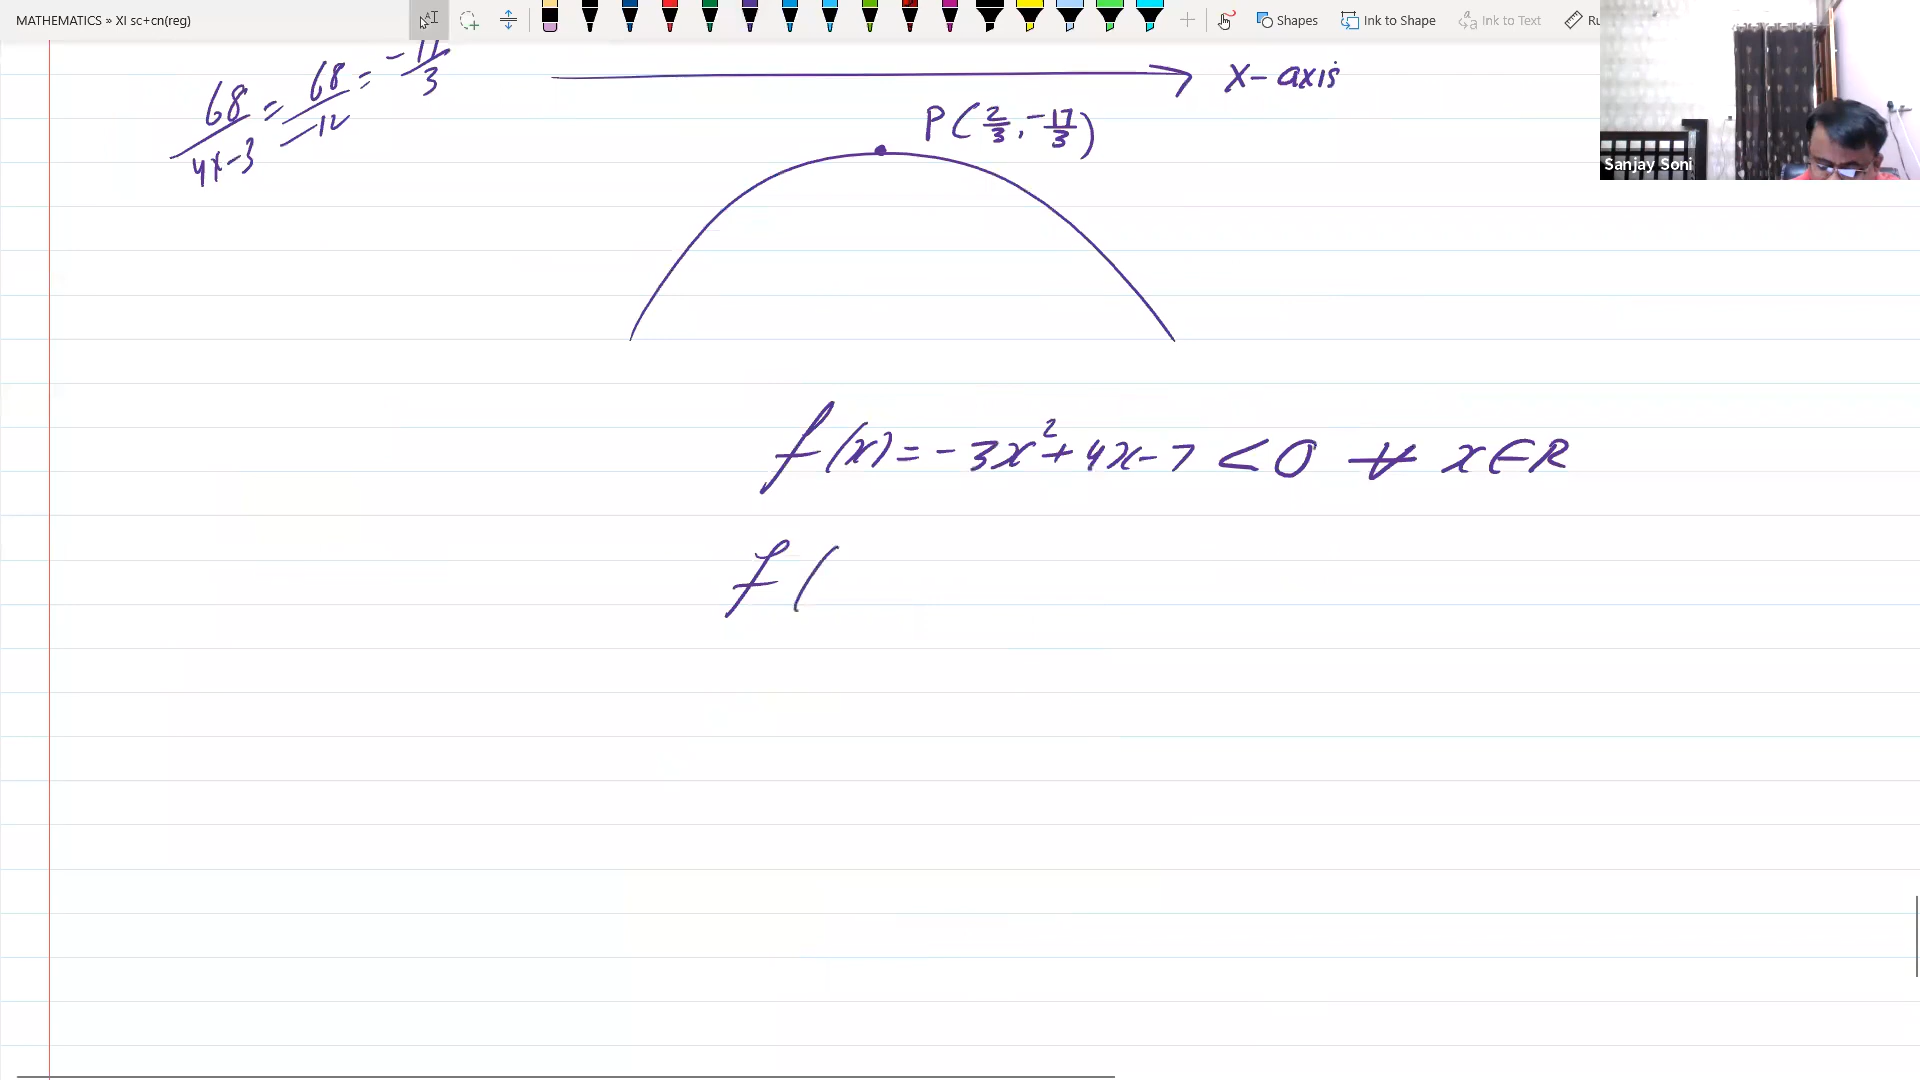 MATHEMATICS » XI sc+cn(reg)
Shapes
Ink to Shape
Ink to Text
Ru
Sanjay Soni
68/4x-3 = 68/-12 = -17/3
X-axis
P(2/3, -17/3)
f(x) = -3x² + 4x - 7 < 0 ∀ x∈R
f(